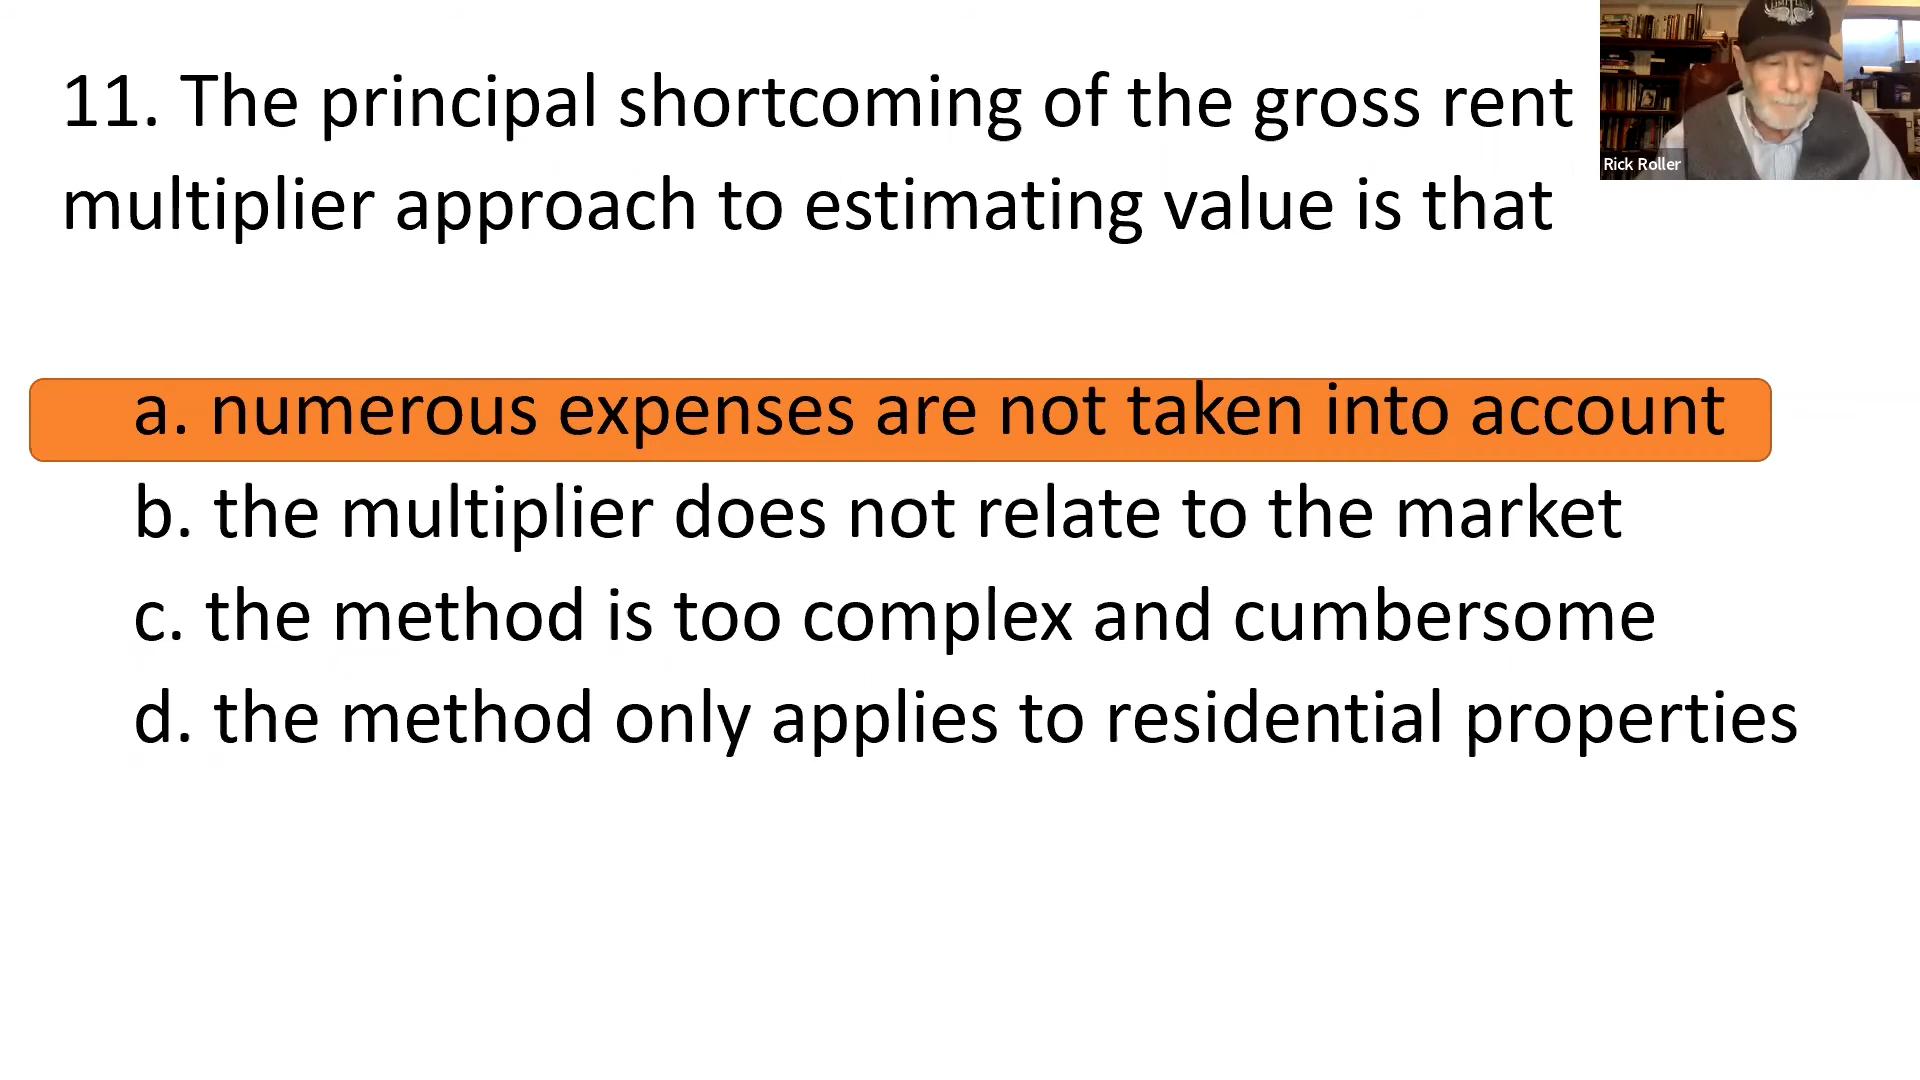 11. The principal shortcoming of the gross rent
multiplier approach to estimating value is that
Rick Roller
a. numerous expenses are not taken into account
b. the multiplier does not relate to the market
c. the method is too complex and cumbersome
d. the method only applies to residential properties